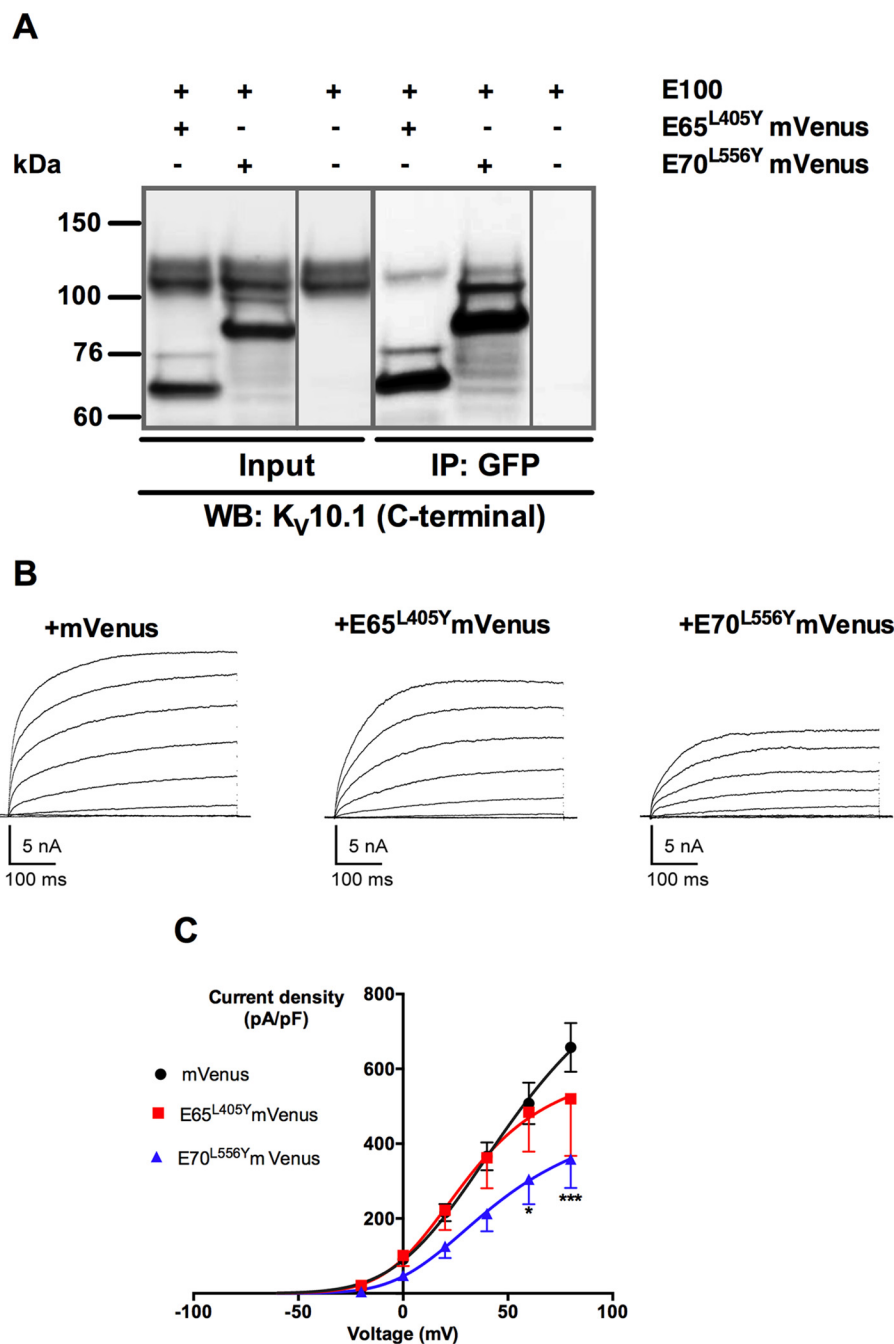 A
+ + + + + + E100
+ - - + - - E65L405Y mVenus
kDa - + - - + - E70L556Y mVenus
150
100
76
60
Input IP: GFP
WB: KV10.1 (C-terminal)
B
+mVenus +E65L405YmVenus +E70L556YmVenus
5 nA 5 nA 5 nA
100 ms 100 ms 100 ms
C
Current density
(pA/pF)
mVenus
E65L405YmVenus
E70L556Ym Venus
800
600
400
200
* ***
-100 -50 0 50 100
Voltage (mV)